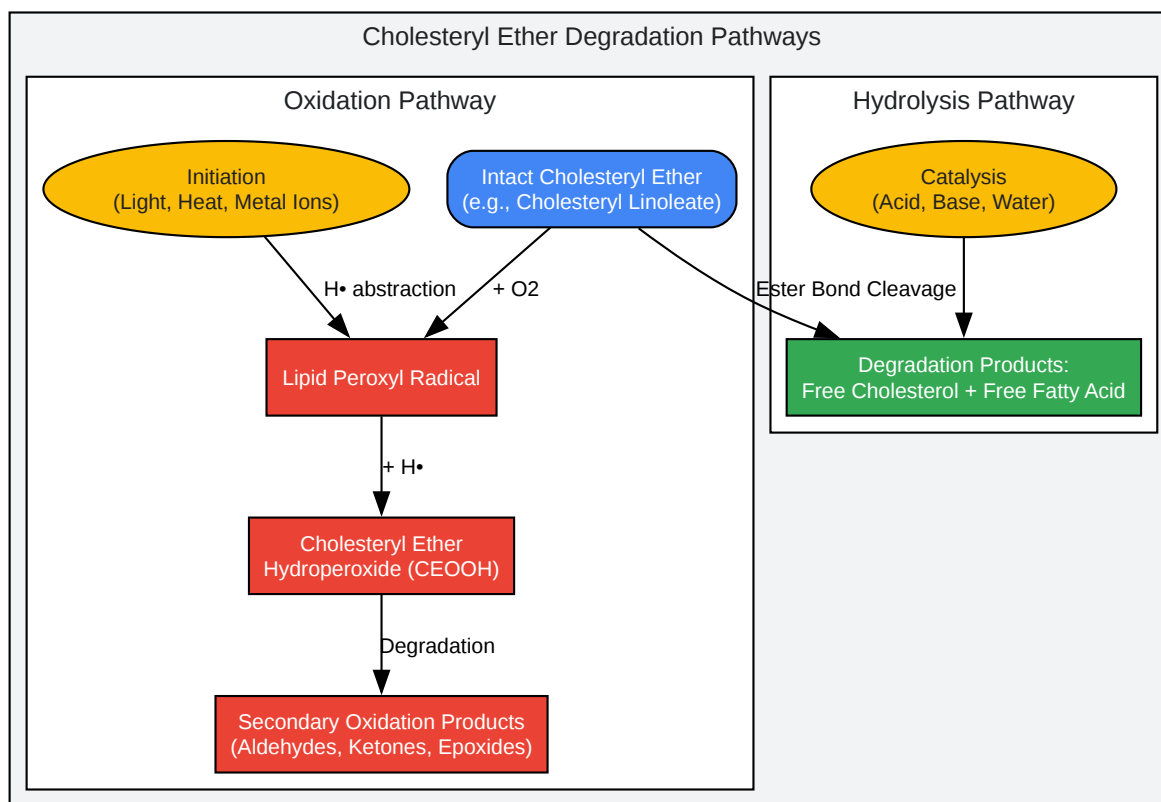 Cholesteryl Ether Degradation Pathways
Oxidation Pathway
Initiation
(Light, Heat, Metal Ions)
Intact Cholesteryl Ether
(e.g., Cholesteryl Linoleate)
H• abstraction
+ O2
Lipid Peroxyl Radical
+ H•
Cholesteryl Ether
Hydroperoxide (CEOOH)
Degradation
Secondary Oxidation Products
(Aldehydes, Ketones, Epoxides)
Hydrolysis Pathway
Catalysis
(Acid, Base, Water)
Ester Bond Cleavage
Degradation Products:
Free Cholesterol + Free Fatty Acid